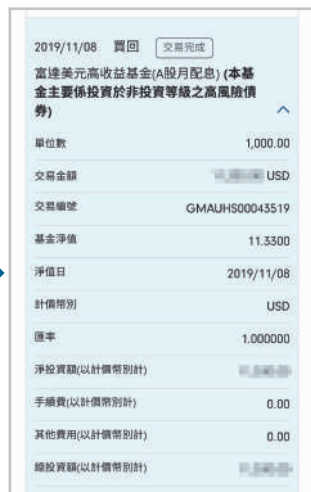 2019/11/08 買回 交易完成
富達美元高收益基金(A股月配息) (本基
金主要係投資於非投資等級之高風險債
券)
單位數 1,000.00
交易金額 USD
交易編號 GMAUHS00043519
基金淨值 11.3300
淨值日 2019/11/08
計價幣別 USD
匯率 1.000000
淨投資額(以計價幣別計)
手續費(以計價幣別計) 0.00
其他費用(以計價幣別計) 0.00
總投資額(以計價幣別計)